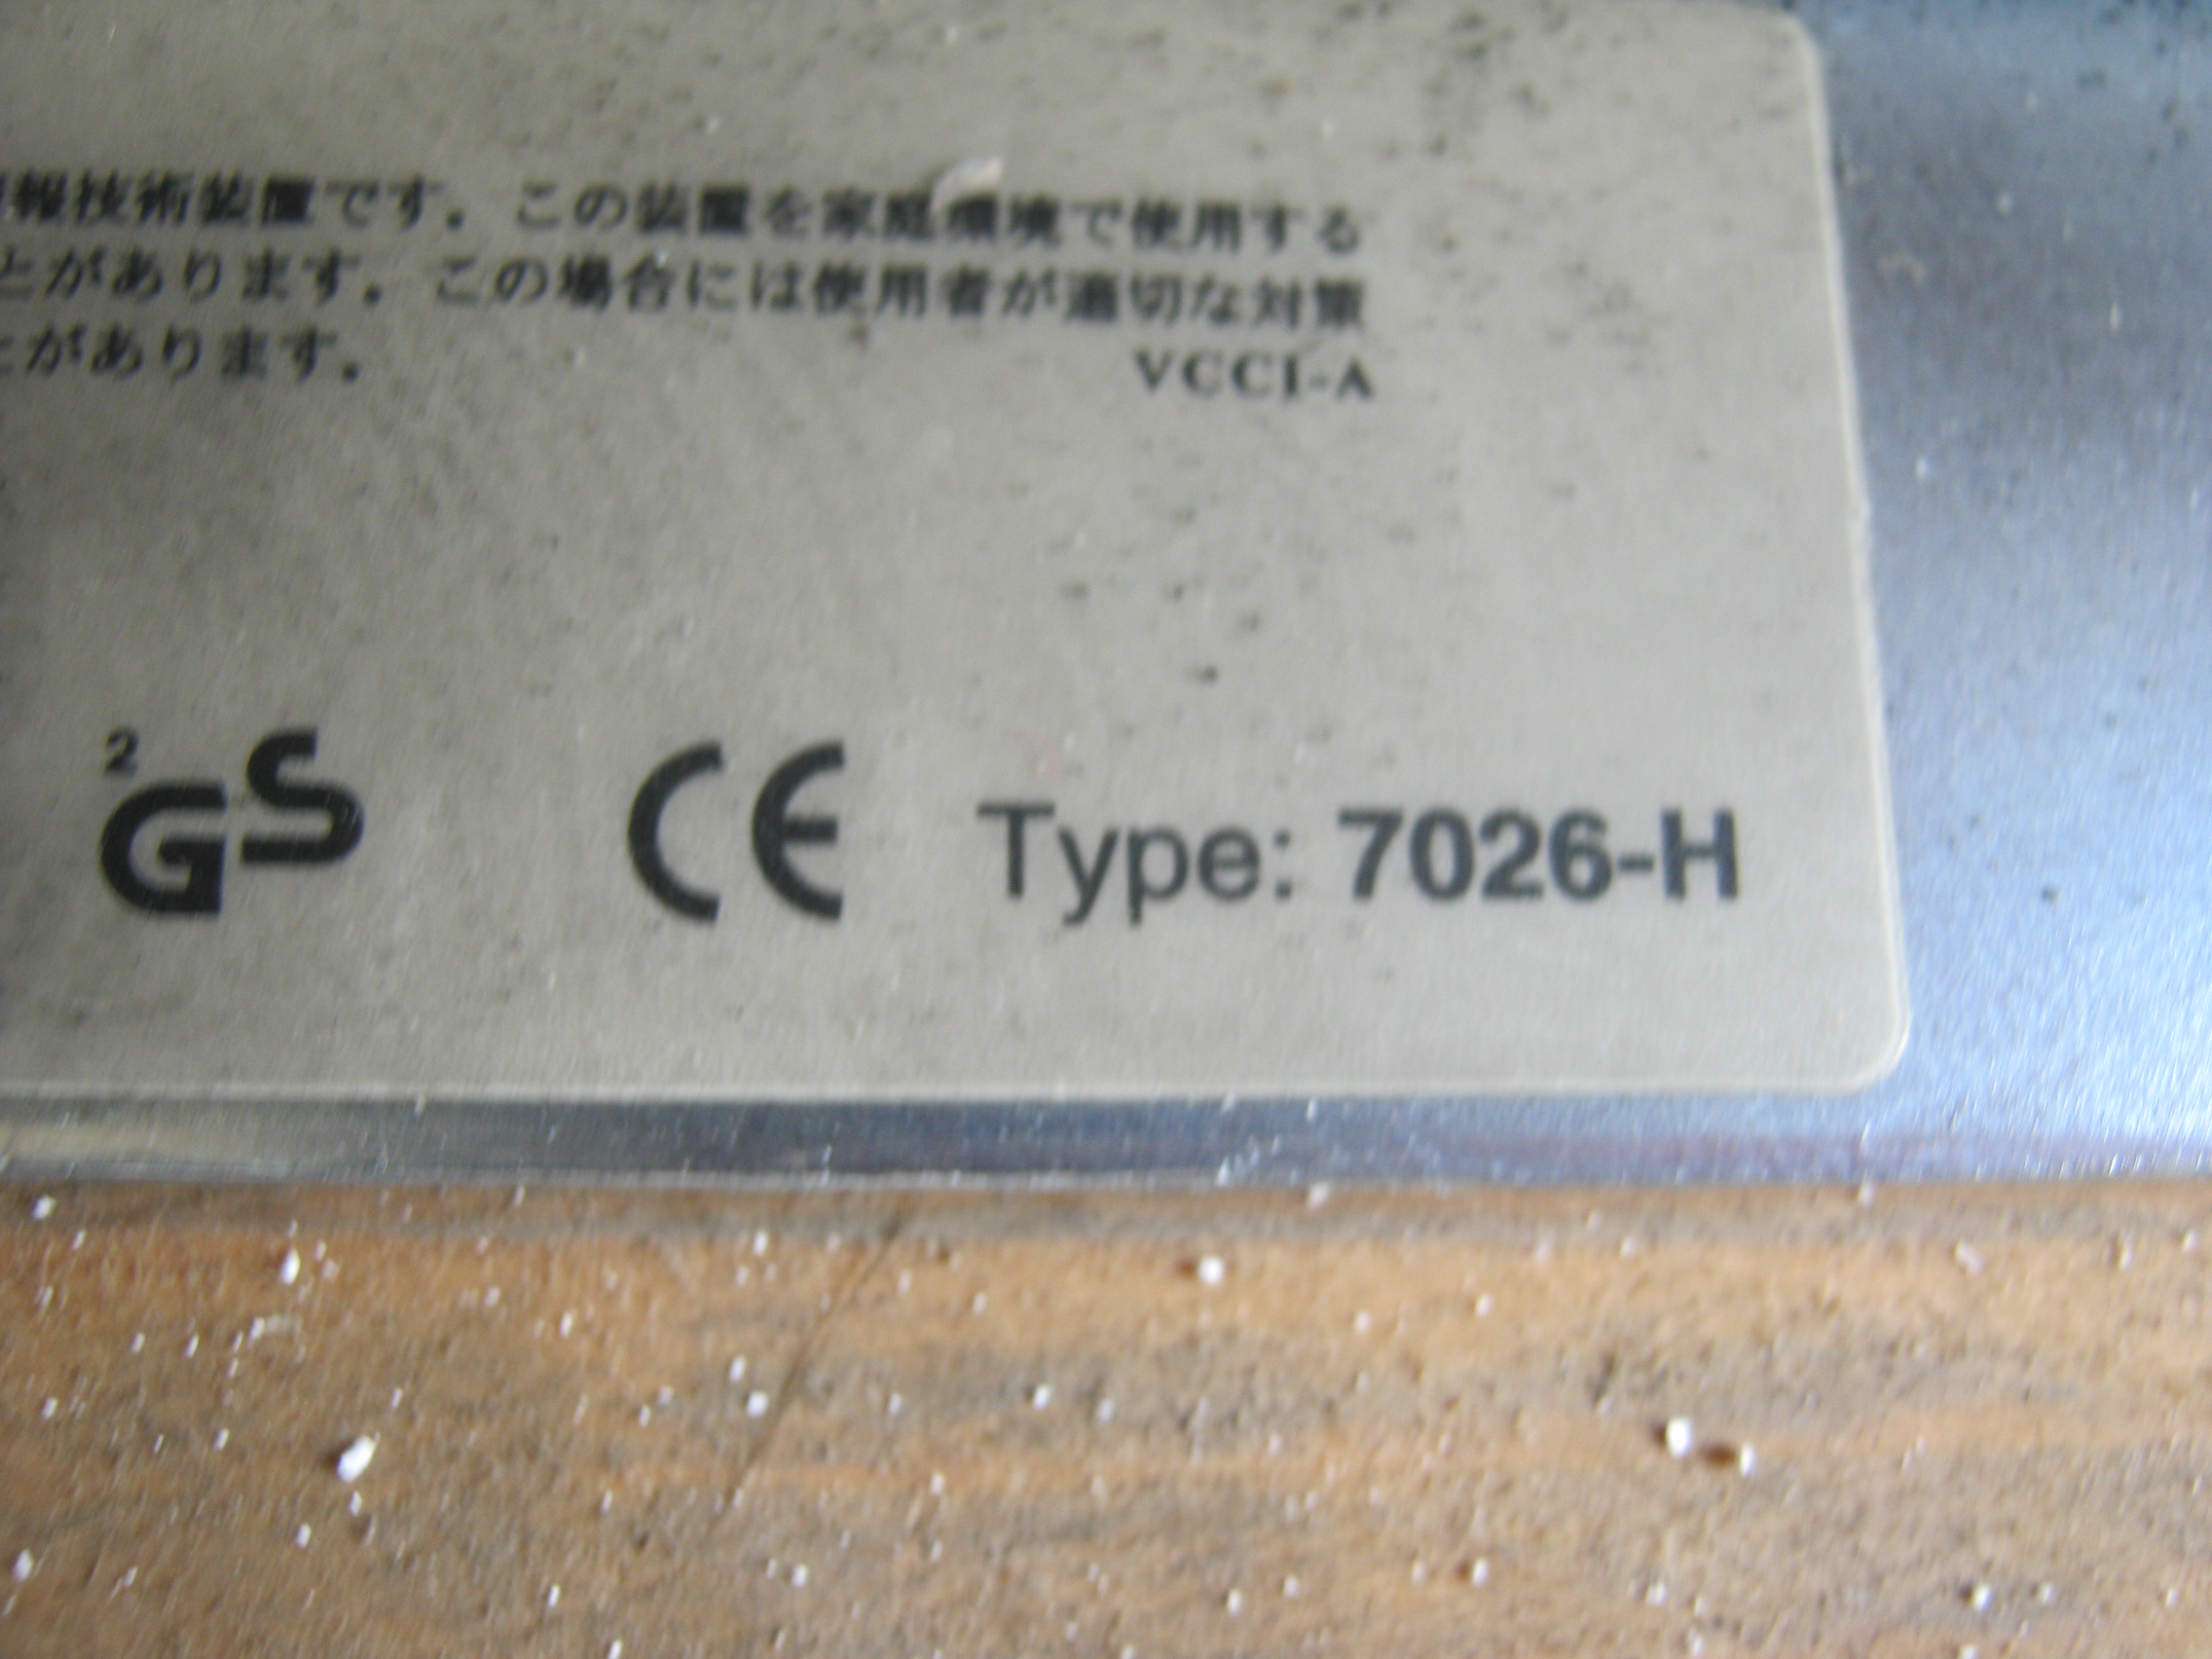 報技術装置です。この装置を家庭環境で使用する
とがあります。この場合には使用者が適切な対策
とがあります。
VCCI-A
2
GS
CE Type: 7026-H